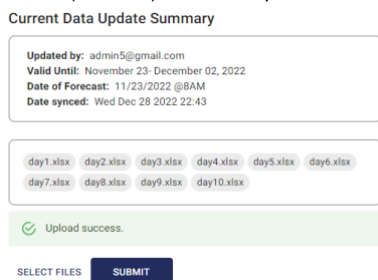 Current Data Update Summary
Updated by: admin5@gmail.com
Valid Until: November 23- December 02, 2022
Date of Forecast: 11/23/2022 @8AM
Date synced: Wed Dec 28 2022 22:43
day1.xlsx day2.xlsx day3.xlsx day4.xlsx day5.xlsx day6.xlsx
day7.xlsx day8.xlsx day9.xlsx day10.xlsx
Upload success.
SELECT FILES SUBMIT